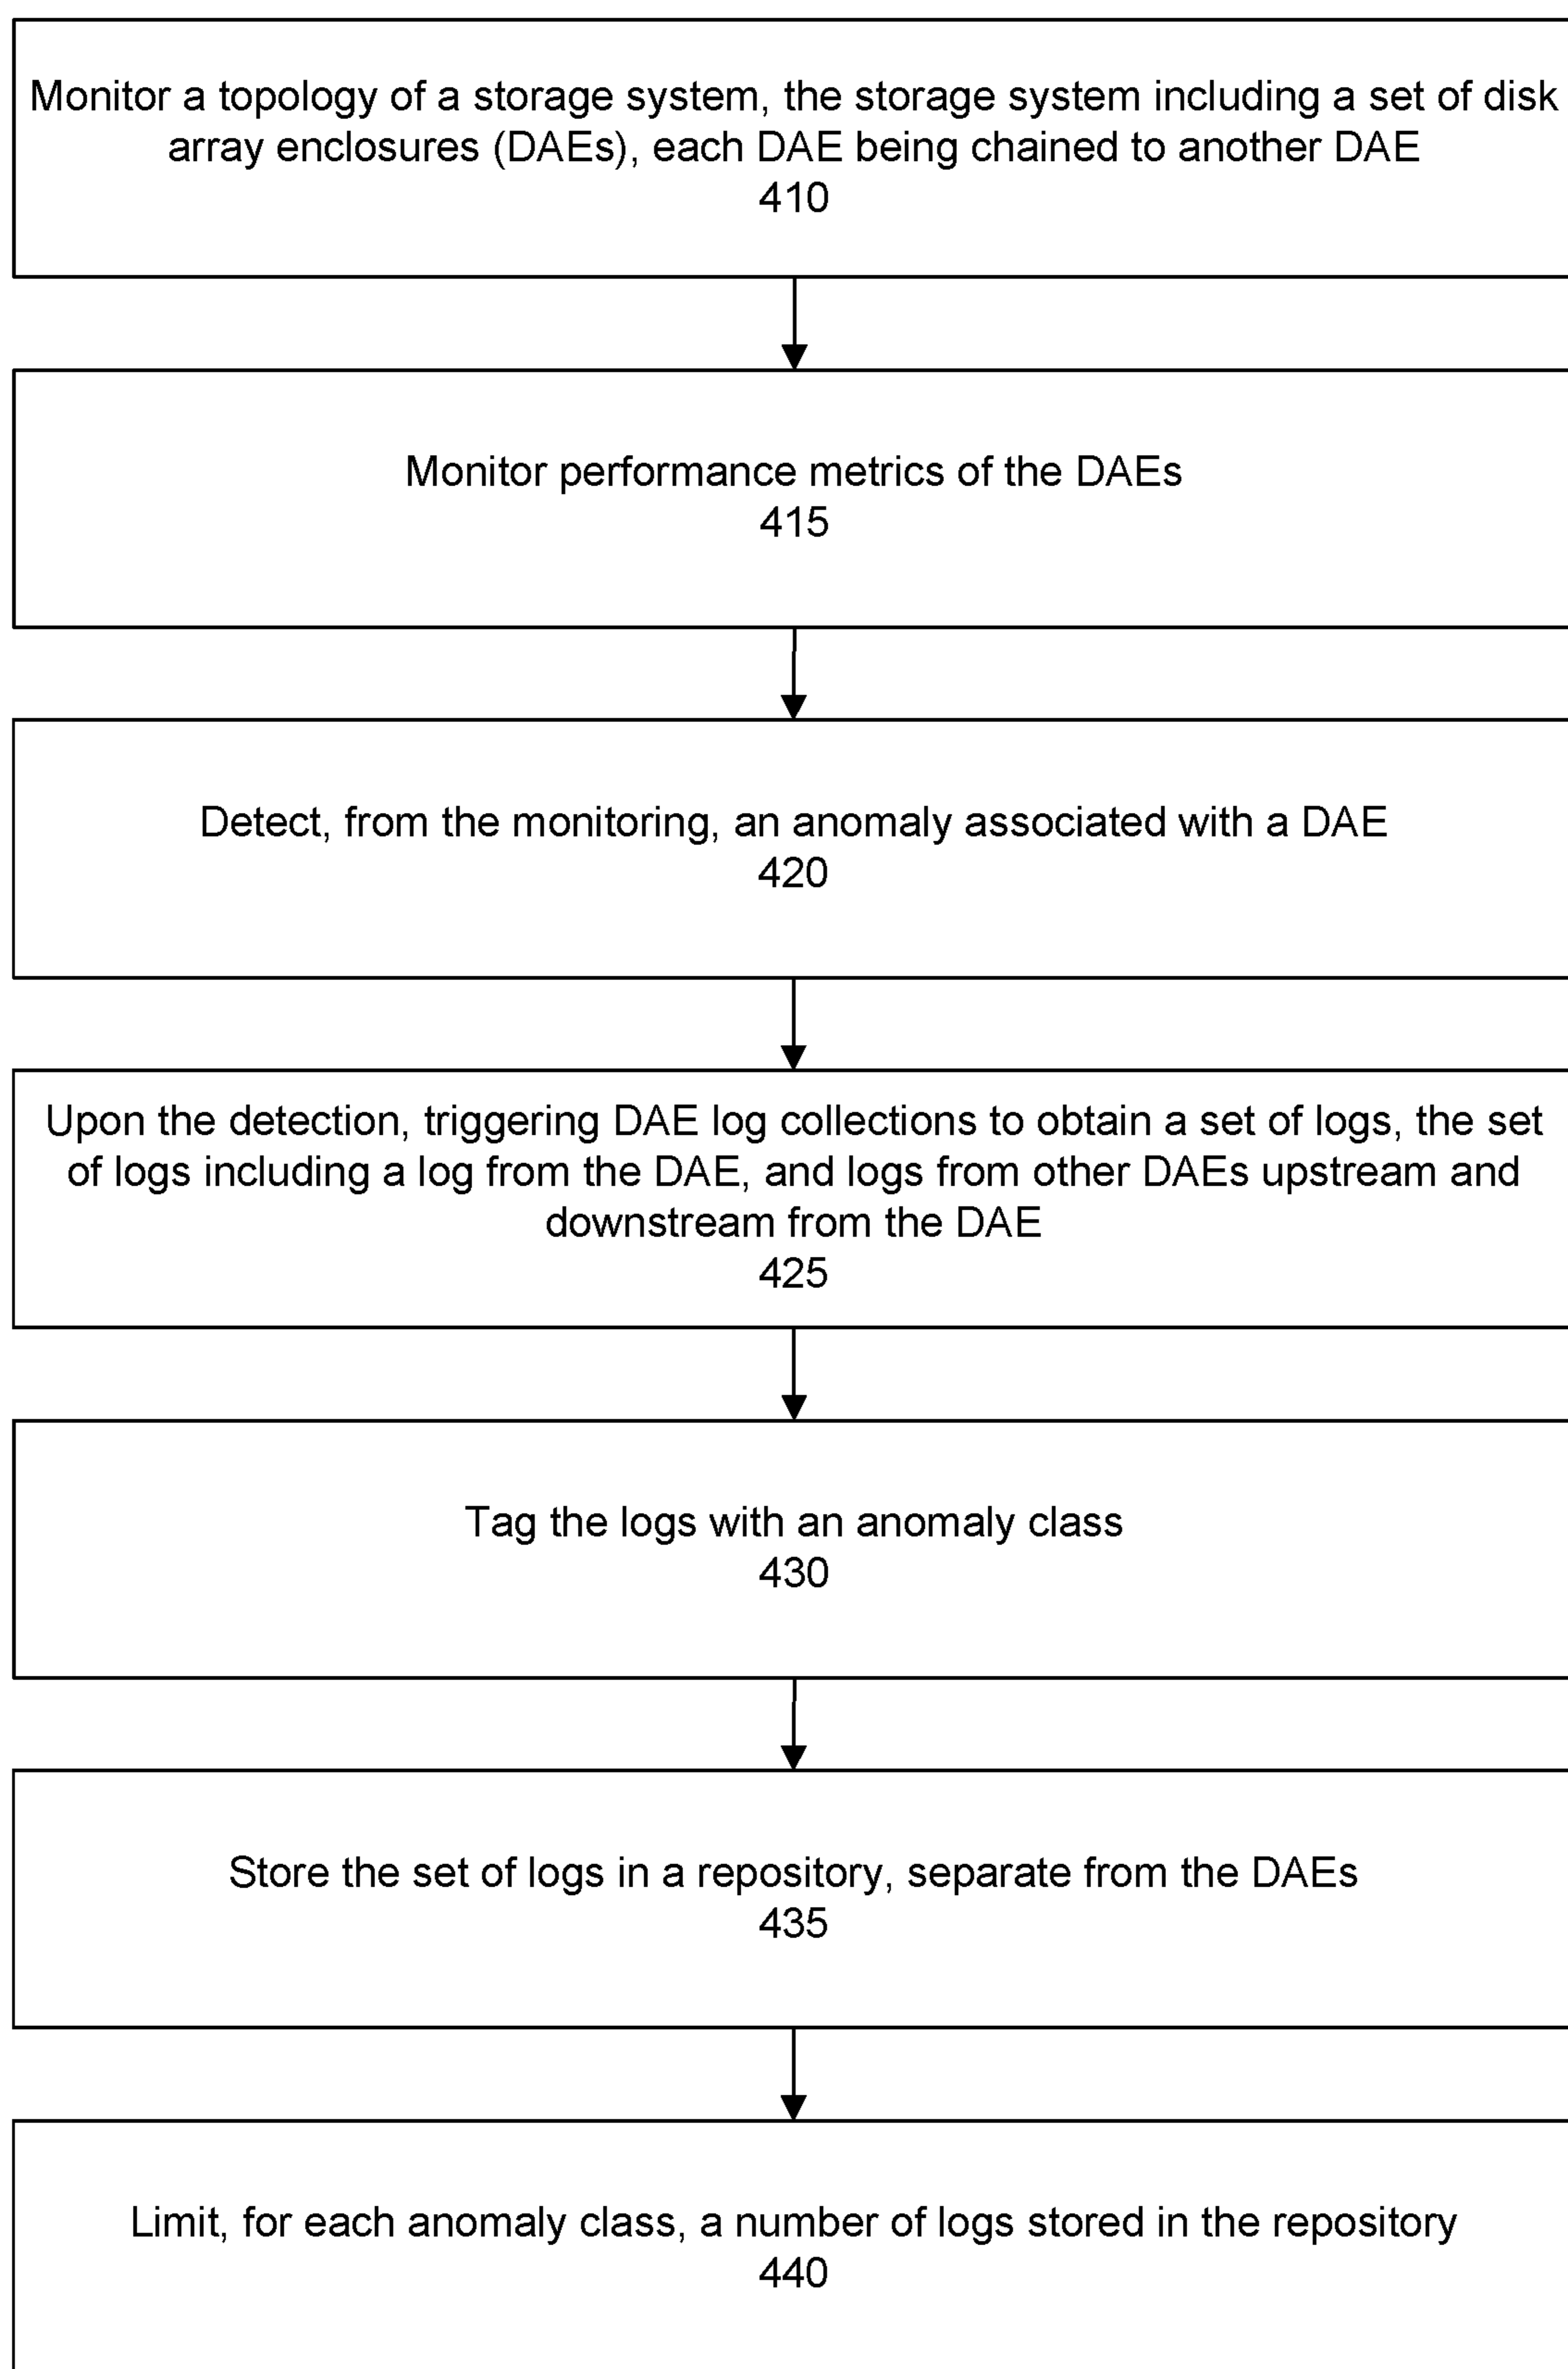 Monitor a topology of a storage system, the storage system including a set of disk
array enclosures (DAEs), each DAE being chained to another DAE
410
Monitor performance metrics of the DAEs
415
Detect, from the monitoring, an anomaly associated with a DAE
420
Upon the detection, triggering DAE log collections to obtain a set of logs, the set
of logs including a log from the DAE, and logs from other DAEs upstream and
downstream from the DAE
425
Tag the logs with an anomaly class
430
Store the set of logs in a repository, separate from the DAEs
435
Limit, for each anomaly class, a number of logs stored in the repository
440